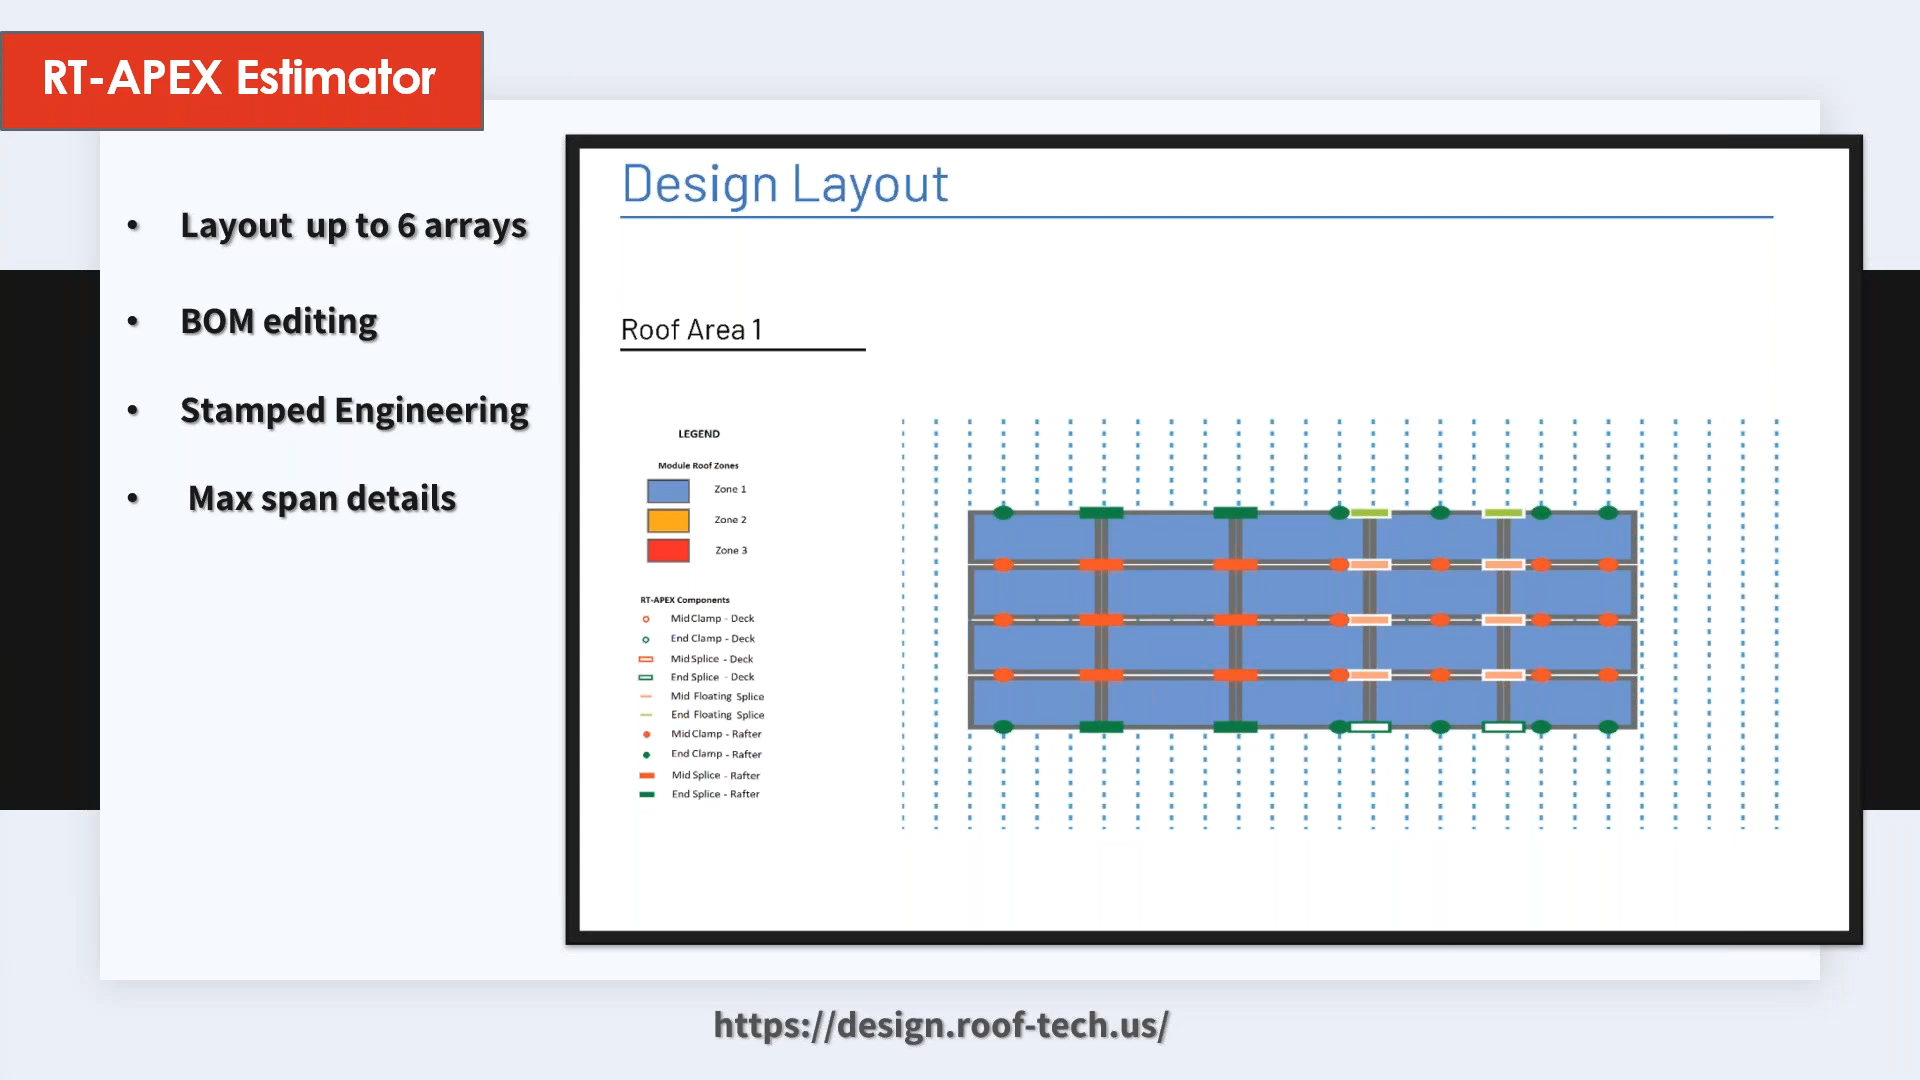 RT-APEX Estimator
• Layout up to 6 arrays
• BOM editing
• Stamped Engineering
• Max span details
Design Layout
Roof Area 1
LEGEND
Module Roof Zones
Zone 1
Zone 2
Zone 3
RT-APEX Components
Mid Clamp - Deck
End Clamp - Deck
Mid Splice - Deck
End Splice - Deck
Mid Floating Splice
End Floating Splice
Mid Clamp - Rafter
End Clamp - Rafter
Mid Splice - Rafter
End Splice - Rafter
https://design.roof-tech.us/